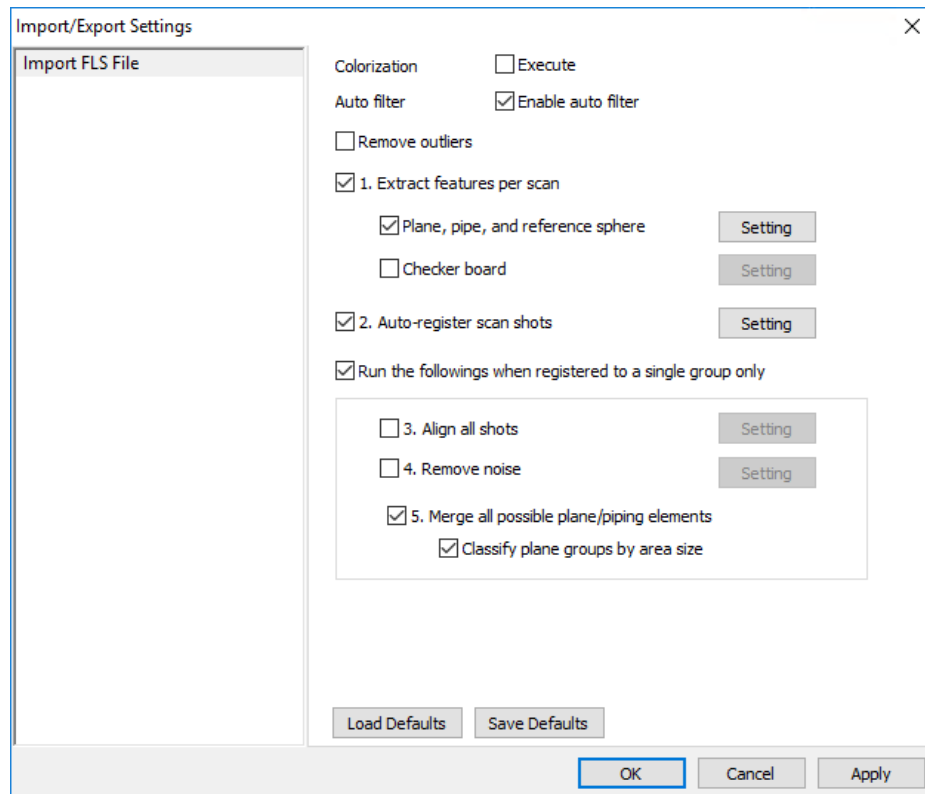 Import/Export Settings
Import FLS File
Colorization Execute
Auto filter Enable auto filter
Remove outliers
1. Extract features per scan
Plane, pipe, and reference sphere Setting
Checker board Setting
2. Auto-register scan shots Setting
Run the followings when registered to a single group only
3. Align all shots Setting
4. Remove noise Setting
5. Merge all possible plane/piping elements
Classify plane groups by area size
Load Defaults Save Defaults
OK Cancel Apply